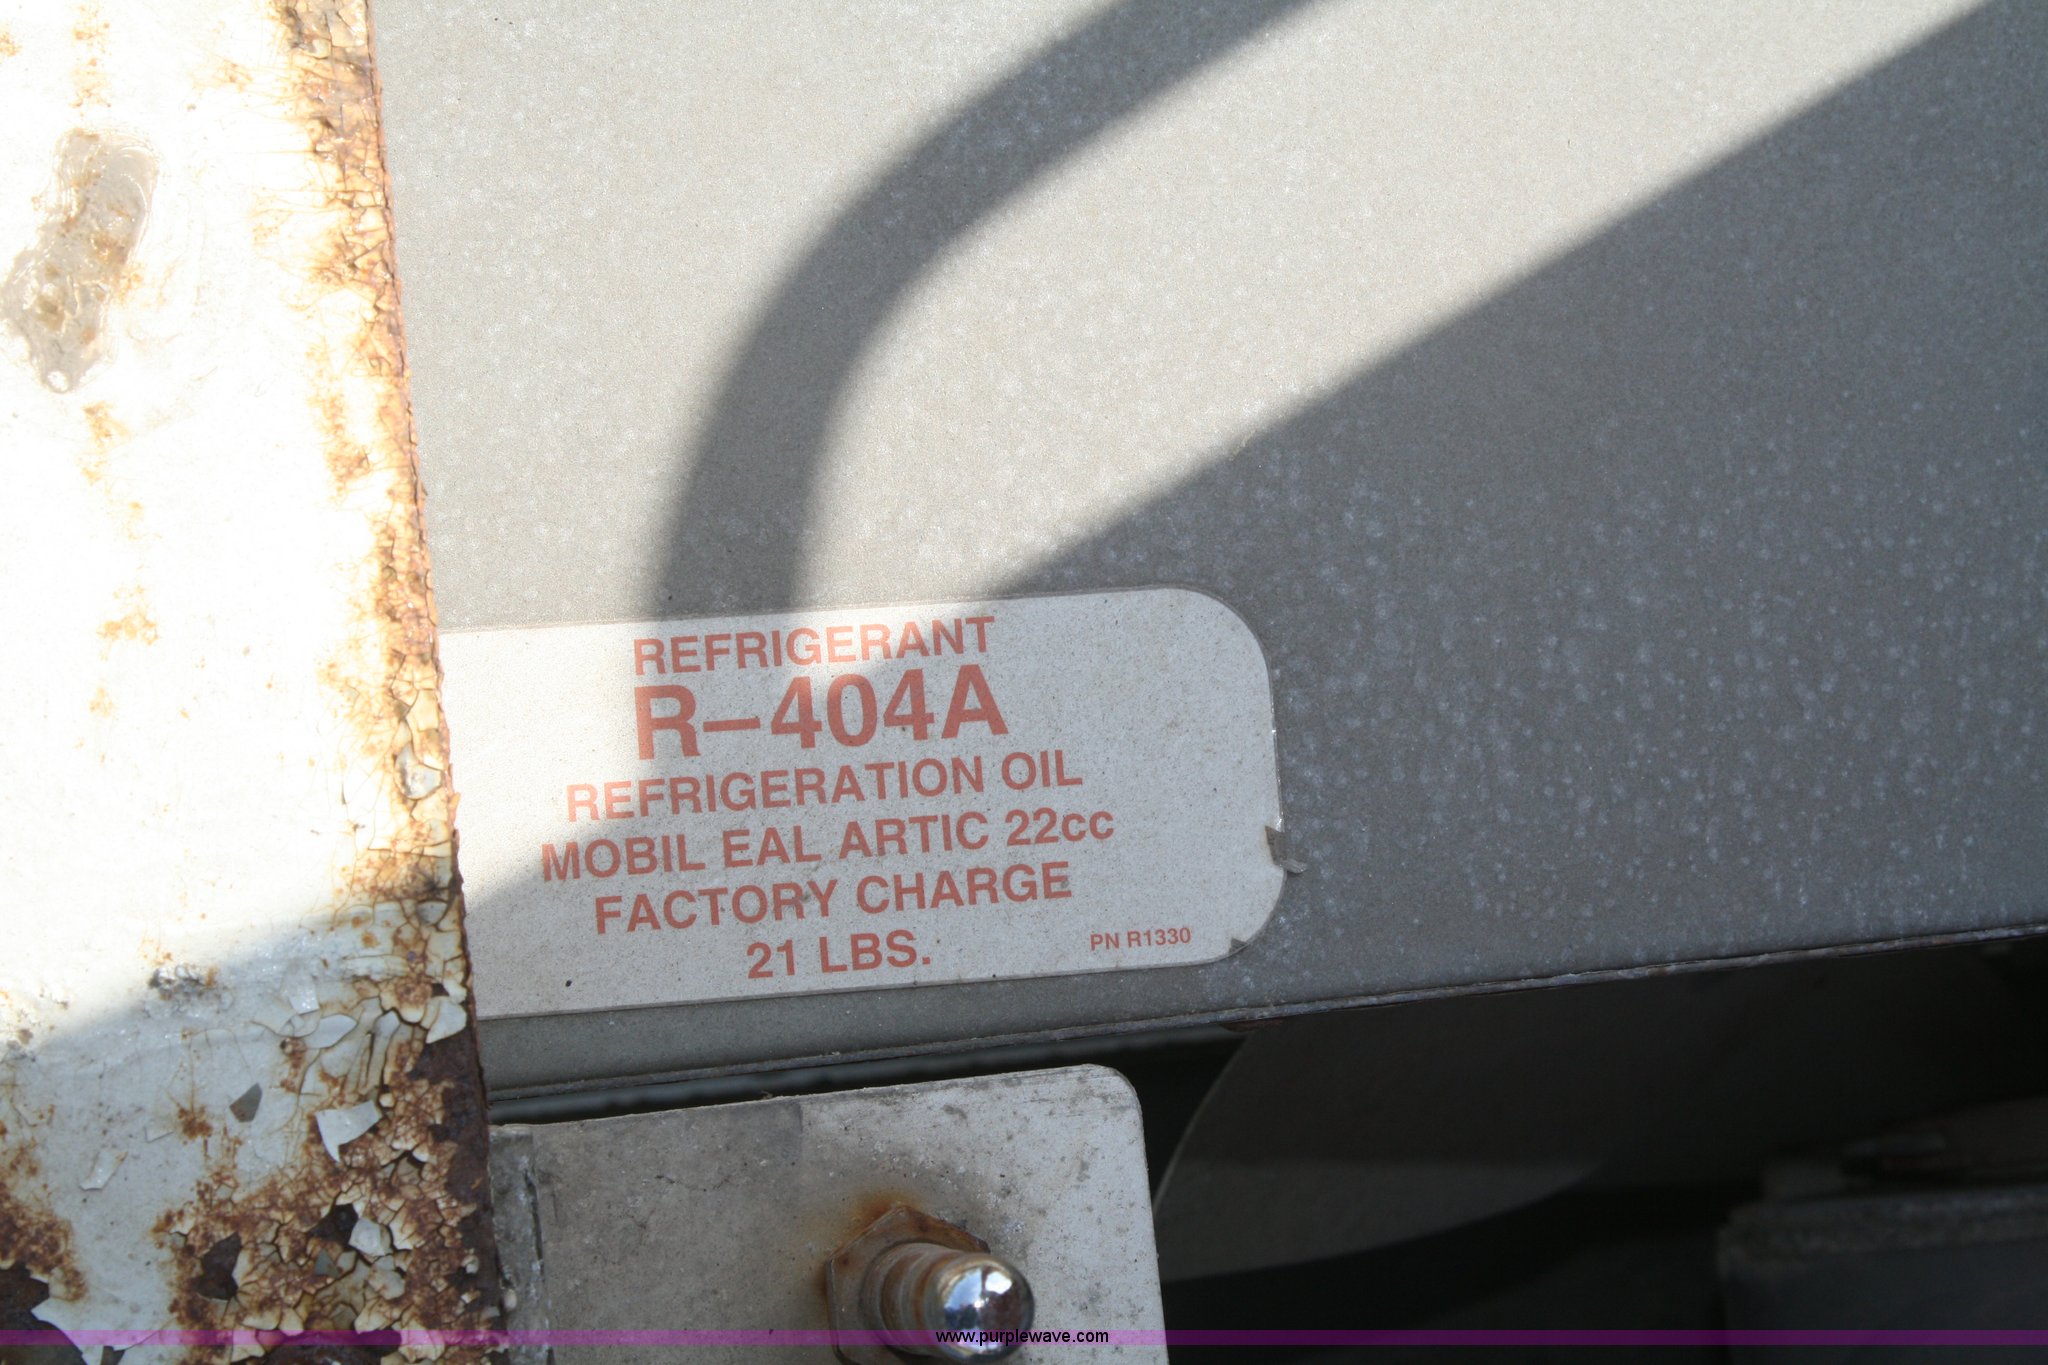 REFRIGERANT
R-404A
REFRIGERATION OIL
MOBIL EAL ARTIC 22cc
FACTORY CHARGE
21 LBS.
PN R1330
www.purplewave.com